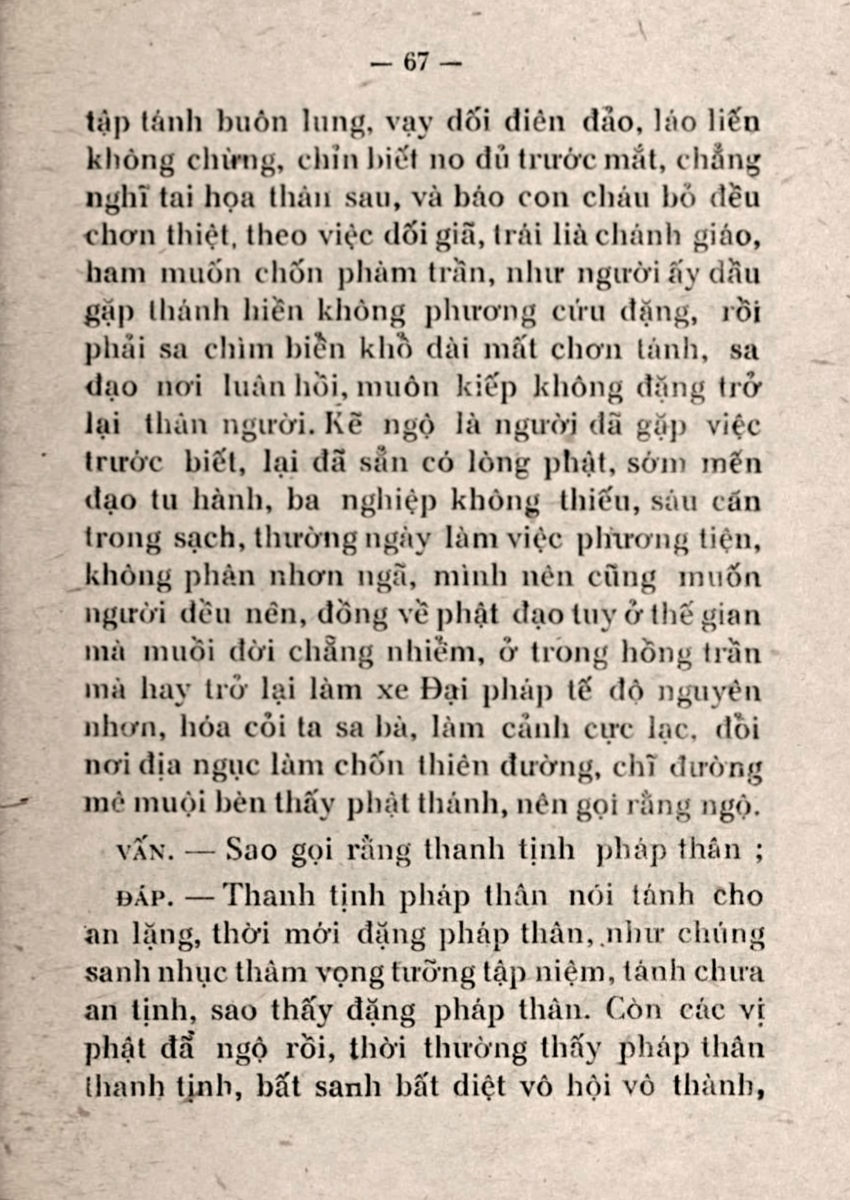 — 67 —
tập tánh buôn lung, vạy dối điên đảo, láo liến
không chừng, chỉn biết no đủ trước mắt, chẳng
nghĩ tai họa thân sau, và bảo con cháu bỏ đều
chơn thiệt, theo việc dối giã, trái lià chánh giáo,
ham muốn chốn phàm trần, như người ấy dầu
gặp thánh hiền không phương cứu đặng, rồi
phải sa chìm biển khổ dài mất chơn tánh, sa
đạo nơi luân hồi, muôn kiếp không đặng trở
lại thân người. Kẽ ngộ là người đã gặp việc
trước biết, lại đã sẳn có lòng phật, sớm mến
đạo tu hành, ba nghiệp không thiếu, sáu căn
trong sạch, thường ngày làm việc phương tiện,
không phân nhơn ngã, mình nên cũng muốn
người đều nên, đồng về phật đạo tuy ở thế gian
mà muồi đời chẳng nhiểm, ở trong hồng trần
mà hay trở lại làm xe Đại pháp tế độ nguyên
nhơn, hóa cỏi ta sa bà, làm cảnh cực lạc, đổi
nơi địa ngục làm chốn thiên đường, chĩ đường
mê muội bèn thấy phật thánh, nên gọi rằng ngộ.
VẤN. — Sao gọi rằng thanh tịnh pháp thân ;
ĐÁP. — Thanh tịnh pháp thân nói tánh cho
an lặng, thời mới đặng pháp thân, như chúng
sanh nhục thâm vọng tưỡng tập niệm, tánh chưa
an tịnh, sao thấy đặng pháp thân. Còn các vị
phật đẩ ngộ rồi, thời thường thấy pháp thân
thanh tịnh, bất sanh bất diệt vô hội vô thành,